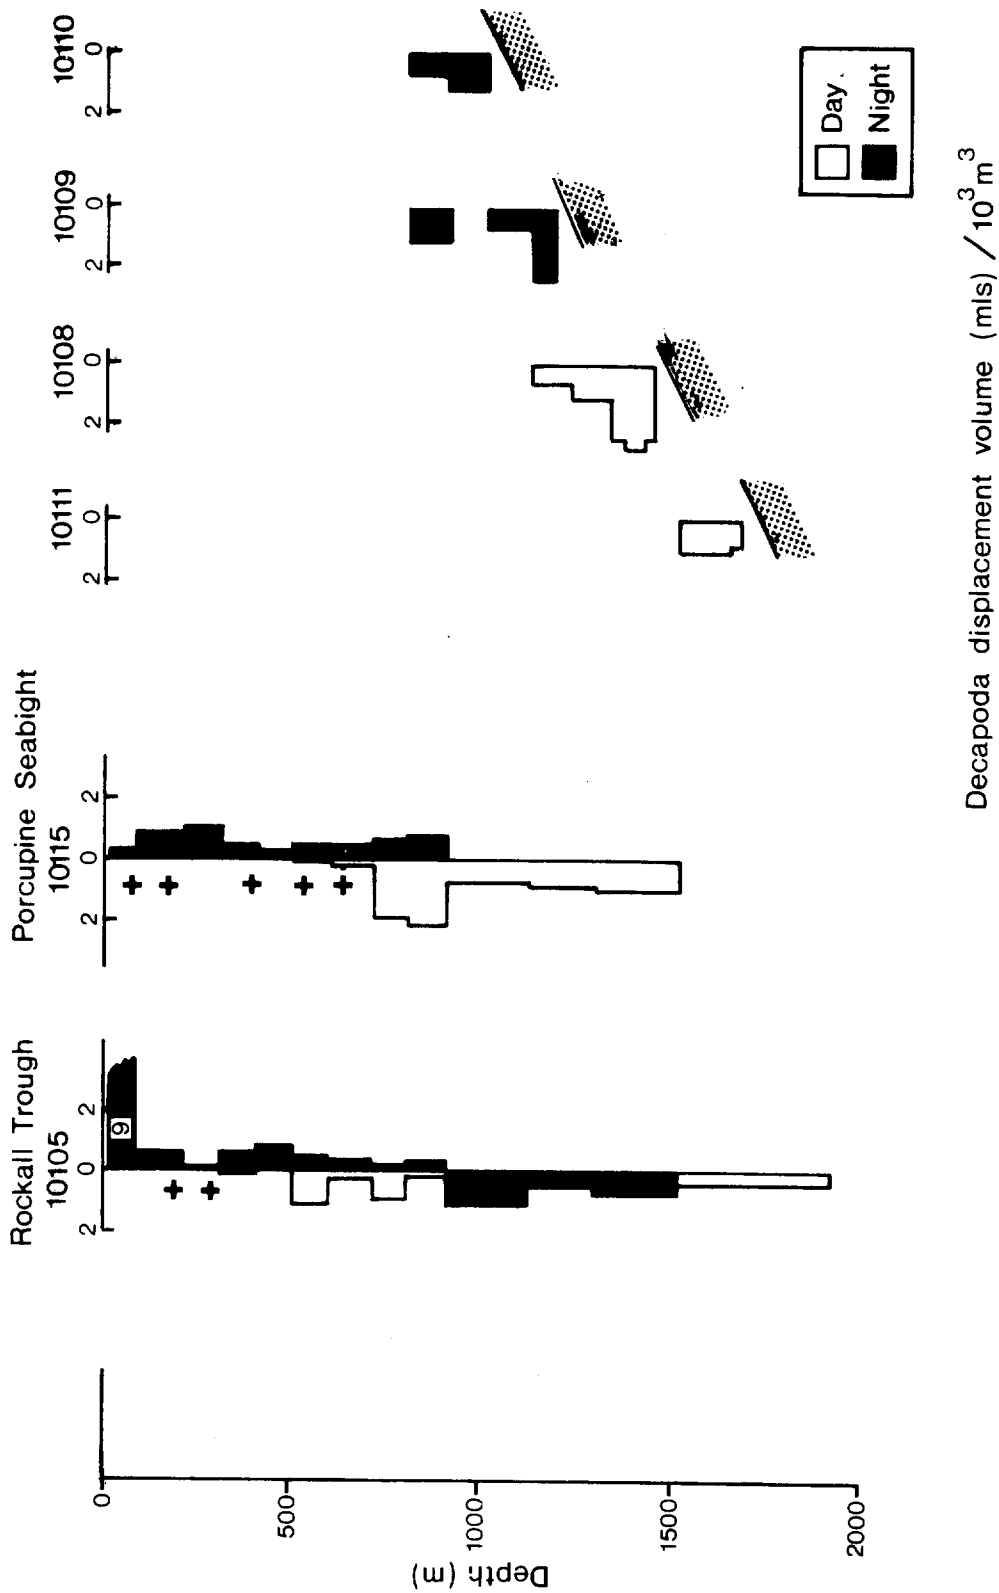 Rockall Trough
10105
2 0 2
9
Porcupine Seabight
10115
2 0 2
10111
2 0
10108
2 0
10109
2 0
10110
2 0
0
500
1000
1500
2000
Depth (m)
Day
Night
Decapoda displacement volume (mls) / 10³ m³